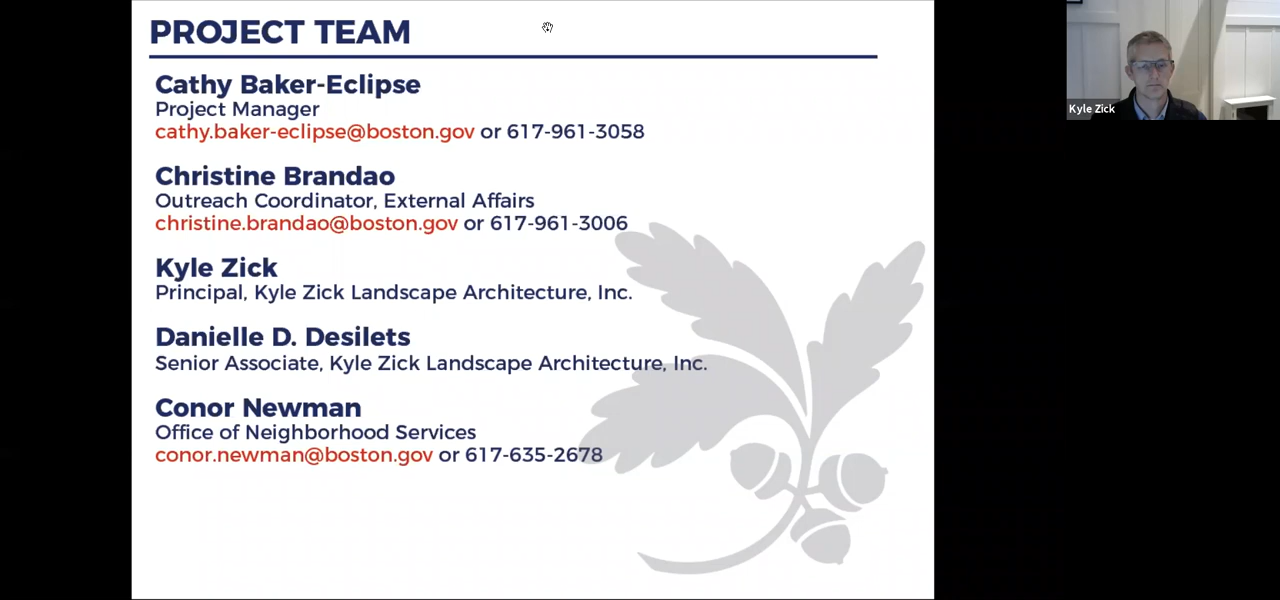 PROJECT TEAM
Cathy Baker-Eclipse
Project Manager
cathy.baker-eclipse@boston.gov or 617-961-3058
Christine Brandao
Outreach Coordinator, External Affairs
christine.brandao@boston.gov or 617-961-3006
Kyle Zick
Principal, Kyle Zick Landscape Architecture, Inc.
Danielle D. Desilets
Senior Associate, Kyle Zick Landscape Architecture, Inc.
Conor Newman
Office of Neighborhood Services
conor.newman@boston.gov or 617-635-2678
Kyle Zick